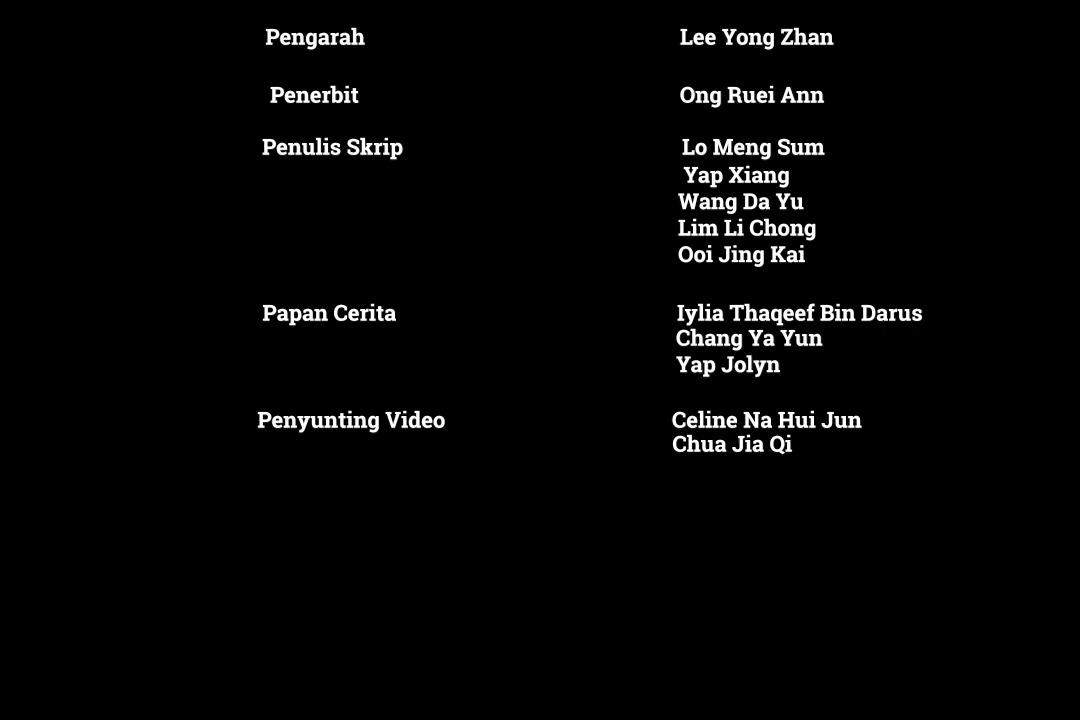 Pengarah Lee Yong Zhan
Penerbit Ong Ruei Ann
Penulis Skrip Lo Meng Sum
Yap Xiang
Wang Da Yu
Lim Li Chong
Ooi Jing Kai
Papan Cerita Iylia Thaqeef Bin Darus
Chang Ya Yun
Yap Jolyn
Penyunting Video Celine Na Hui Jun
Chua Jia Qi